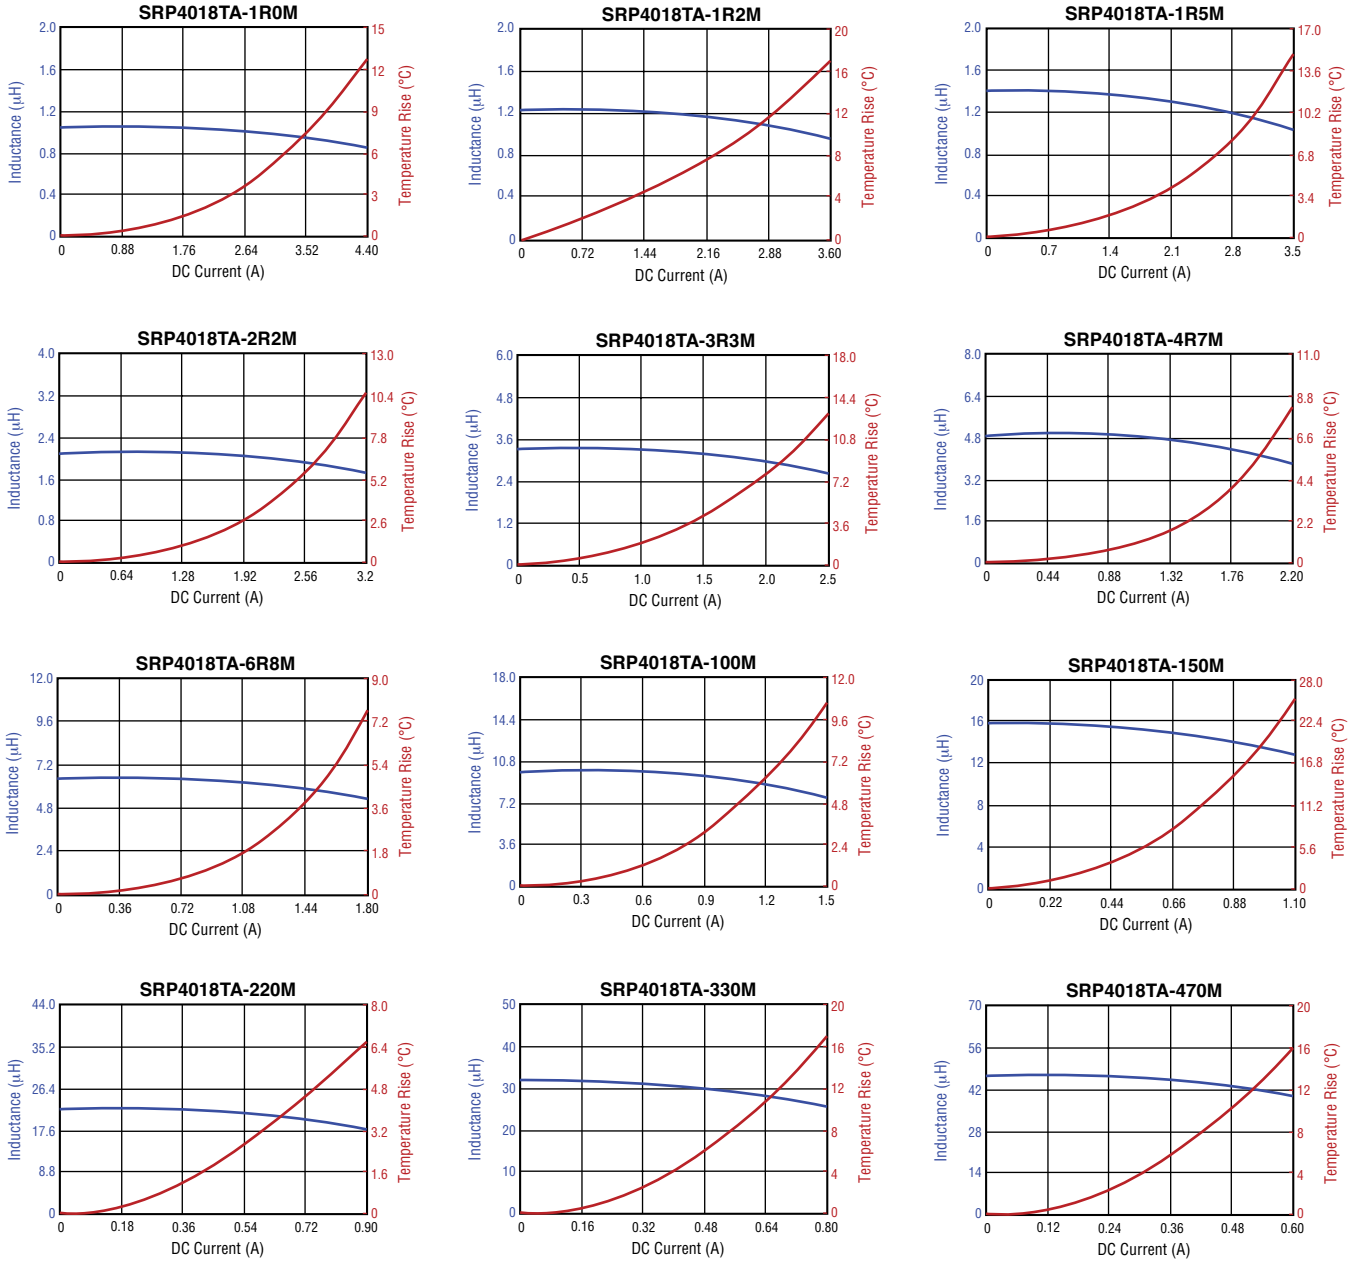 SRP4018TA-1R0M
2.0
1.6
1.2
0.8
0.4
0
Inductance (μH)
15
12
9
6
3
0
Temperature Rise (°C)
0 0.88 1.76 2.64 3.52 4.40
DC Current (A)
SRP4018TA-1R2M
2.0
1.6
1.2
0.8
0.4
0
Inductance (μH)
20
16
12
8
4
0
Temperature Rise (°C)
0 0.72 1.44 2.16 2.88 3.60
DC Current (A)
SRP4018TA-1R5M
2.0
1.6
1.2
0.8
0.4
0
Inductance (μH)
17.0
13.6
10.2
6.8
3.4
0
Temperature Rise (°C)
0 0.7 1.4 2.1 2.8 3.5
DC Current (A)
SRP4018TA-2R2M
4.0
3.2
2.4
1.6
0.8
0
Inductance (μH)
13.0
10.4
7.8
5.2
2.6
0
Temperature Rise (°C)
0 0.64 1.28 1.92 2.56 3.2
DC Current (A)
SRP4018TA-3R3M
6.0
4.8
3.6
2.4
1.2
0
Inductance (μH)
18.0
14.4
10.8
7.2
3.6
0
Temperature Rise (°C)
0 0.5 1.0 1.5 2.0 2.5
DC Current (A)
SRP4018TA-4R7M
8.0
6.4
4.8
3.2
1.6
0
Inductance (μH)
11.0
8.8
6.6
4.4
2.2
0
Temperature Rise (°C)
0 0.44 0.88 1.32 1.76 2.20
DC Current (A)
SRP4018TA-6R8M
12.0
9.6
7.2
4.8
2.4
0
Inductance (μH)
9.0
7.2
5.4
3.6
1.8
0
Temperature Rise (°C)
0 0.36 0.72 1.08 1.44 1.80
DC Current (A)
SRP4018TA-100M
18.0
14.4
10.8
7.2
3.6
0
Inductance (μH)
12.0
9.6
7.2
4.8
2.4
0
Temperature Rise (°C)
0 0.3 0.6 0.9 1.2 1.5
DC Current (A)
SRP4018TA-150M
20
16
12
8
4
0
Inductance (μH)
28.0
22.4
16.8
11.2
5.6
0
Temperature Rise (°C)
0 0.22 0.44 0.66 0.88 1.10
DC Current (A)
SRP4018TA-220M
44.0
35.2
26.4
17.6
8.8
0
Inductance (μH)
8.0
6.4
4.8
3.2
1.6
0
Temperature Rise (°C)
0 0.18 0.36 0.54 0.72 0.90
DC Current (A)
SRP4018TA-330M
50
40
30
20
10
0
Inductance (μH)
20
16
12
8
4
0
Temperature Rise (°C)
0 0.16 0.32 0.48 0.64 0.80
DC Current (A)
SRP4018TA-470M
70
56
42
28
14
0
Inductance (μH)
20
16
12
8
4
0
Temperature Rise (°C)
0 0.12 0.24 0.36 0.48 0.60
DC Current (A)